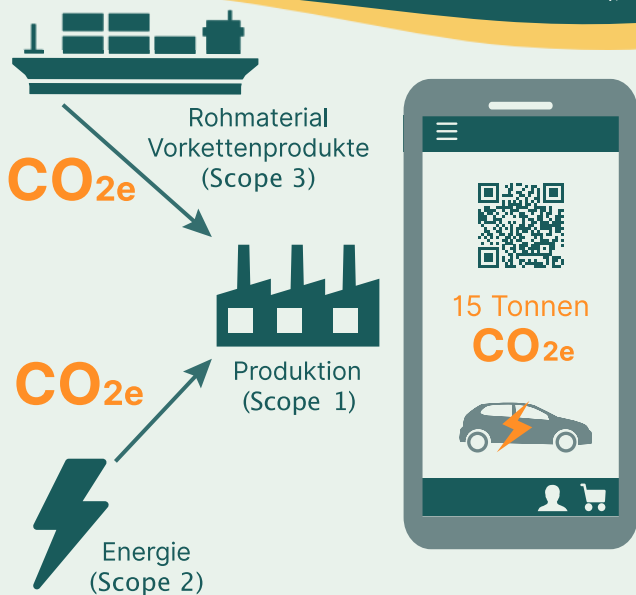 Rohmaterial
Vorkettenprodukte
(Scope 3)
CO2e
CO2e
Produktion
(Scope 1)
Energie
(Scope 2)
15 Tonnen
CO2e